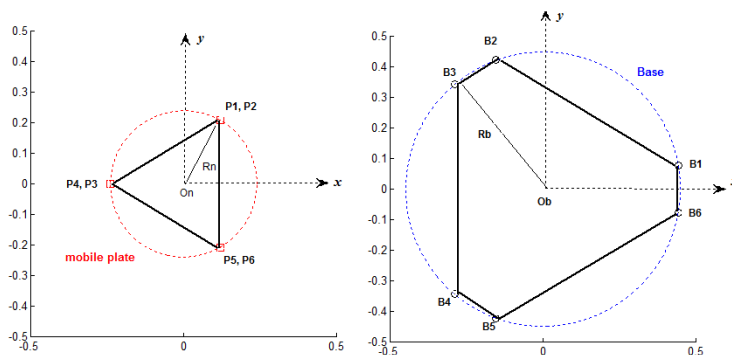 0.5
0.4
0.3
0.2
0.1
0
-0.1
-0.2
-0.3
-0.4
-0.5
-0.5
0
0.5
y
x
P1, P2
Rn
P4, P3
On
P5, P6
mobile plate
0.5
0.4
0.3
0.2
0.1
0
-0.1
-0.2
-0.3
-0.4
-0.5
-0.5
0
0.5
y
B2
B3
Base
Rb
B1
Ob
B6
B4
B5